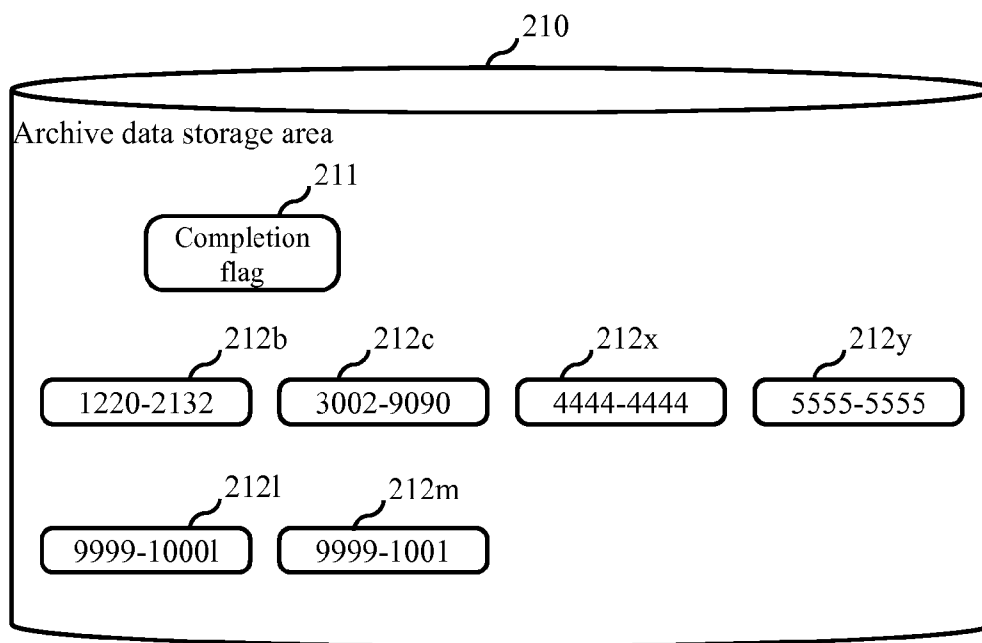 210
Archive data storage area
211
Completion
flag
212b 212c 212x 212y
1220-2132 3002-9090 4444-4444 5555-5555
212l 212m
9999-1000l 9999-1001